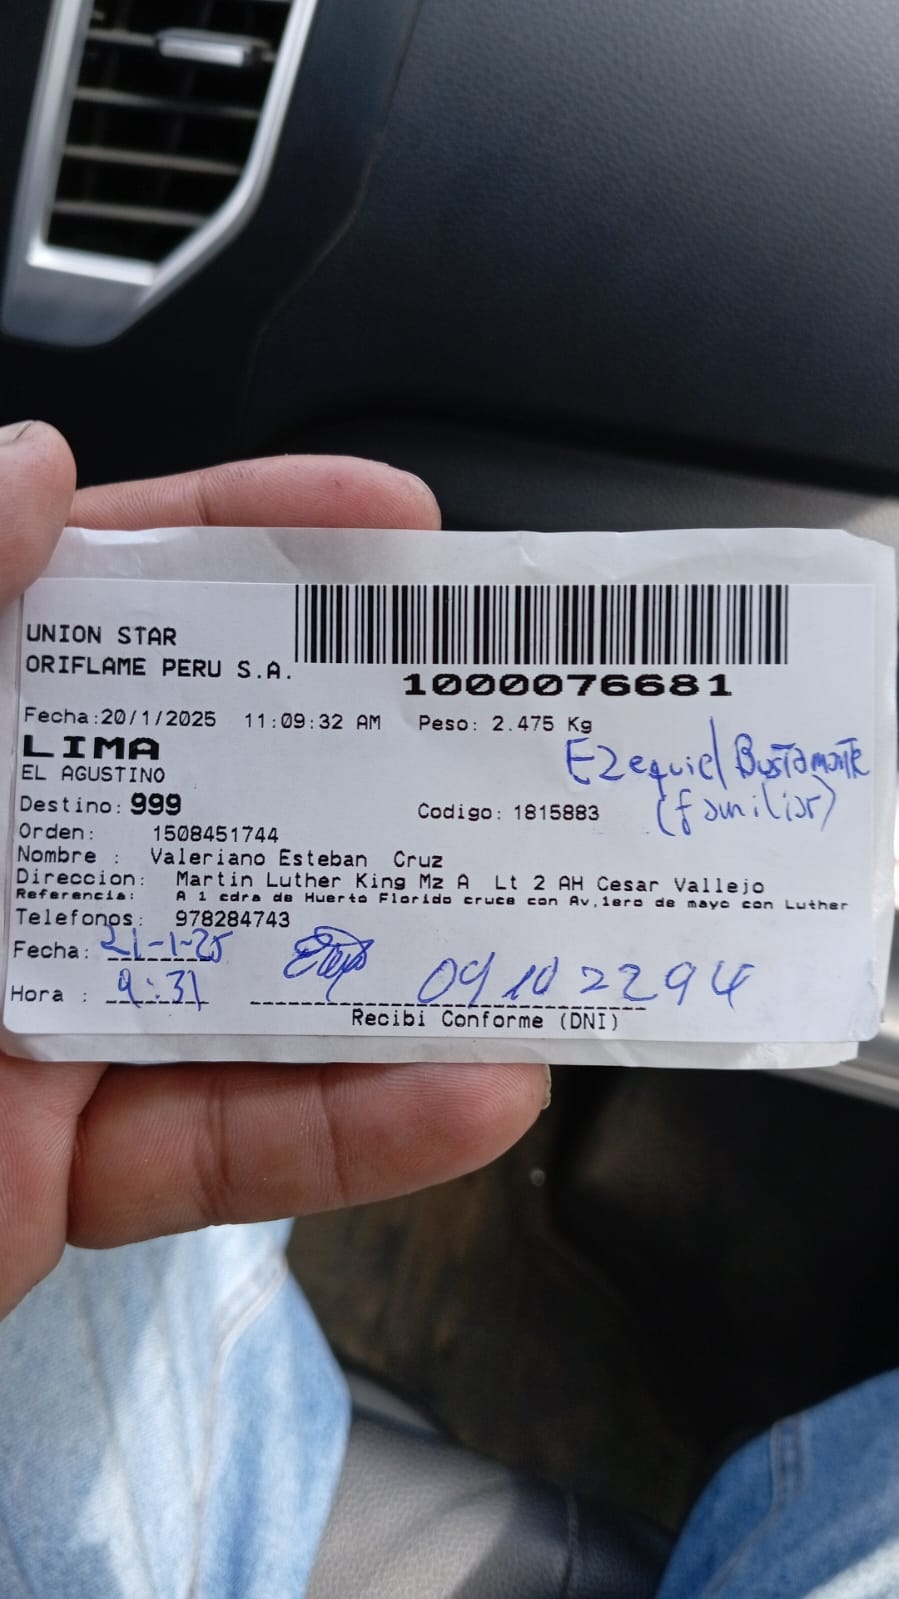 UNION STAR
ORIFLAME PERU S.A.
1000076681
Fecha:20/1/2025 11:09:32 AM Peso: 2.475 Kg
LIMA
Ezequiel Bustamante
EL AGUSTINO
(familiar)
Destino: 999 Codigo: 1815883
Orden: 1508451744
Nombre : Valeriano Esteban Cruz
Direccion: Martin Luther King Mz A Lt 2 AH Cesar Vallejo
Referencia: A 1 cdra de Huerto Florido cruce con Av,1ero de mayo con Luther
Telefonos: 978284743
Fecha: 21-1-25
Hora : 9:31 09102294
Recibi Conforme (DNI)